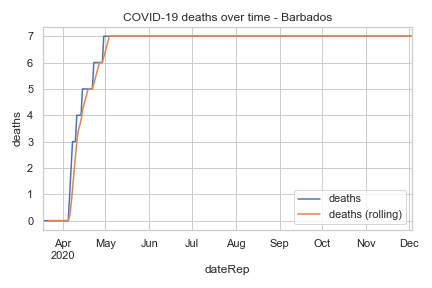 COVID-19 deaths over time - Barbados
deaths
7
6
5
4
3
2
1
0
deaths
deaths (rolling)
Apr May Jun Jul Aug Sep Oct Nov Dec
2020
dateRep